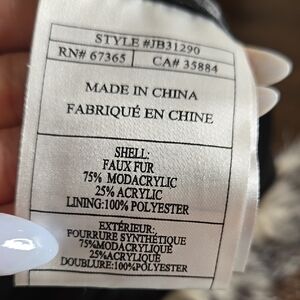 STYLE #JB31290
RN# 67365 CA# 35884
MADE IN CHINA
FABRIQUÉ EN CHINE
SHELL:
FAUX FUR
75% MODACRYLIC
25% ACRYLIC
LINING:100% POLYESTER
EXTÉRIEUR:
FOURRURE SYNTHÉTIQUE
75%MODACRYLIQUE
25%ACRYLIQUE
DOUBLURE:100%POLYESTER